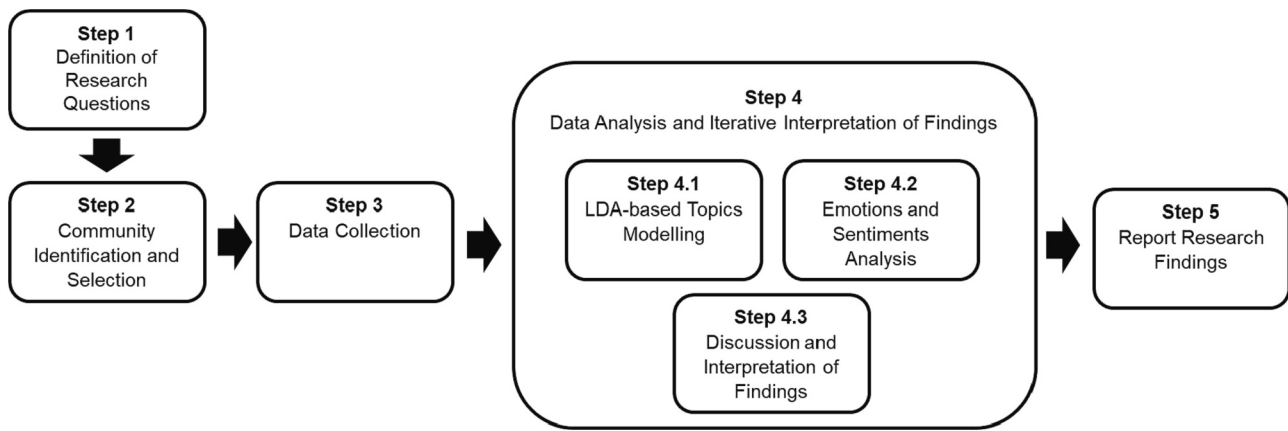 Step 1
Definition of
Research
Questions
Step 2
Community
Identification and
Selection
Step 3
Data Collection
Step 4
Data Analysis and Iterative Interpretation of Findings
Step 4.1
LDA-based Topics
Modelling
Step 4.2
Emotions and
Sentiments
Analysis
Step 4.3
Discussion and
Interpretation of
Findings
Step 5
Report Research
Findings